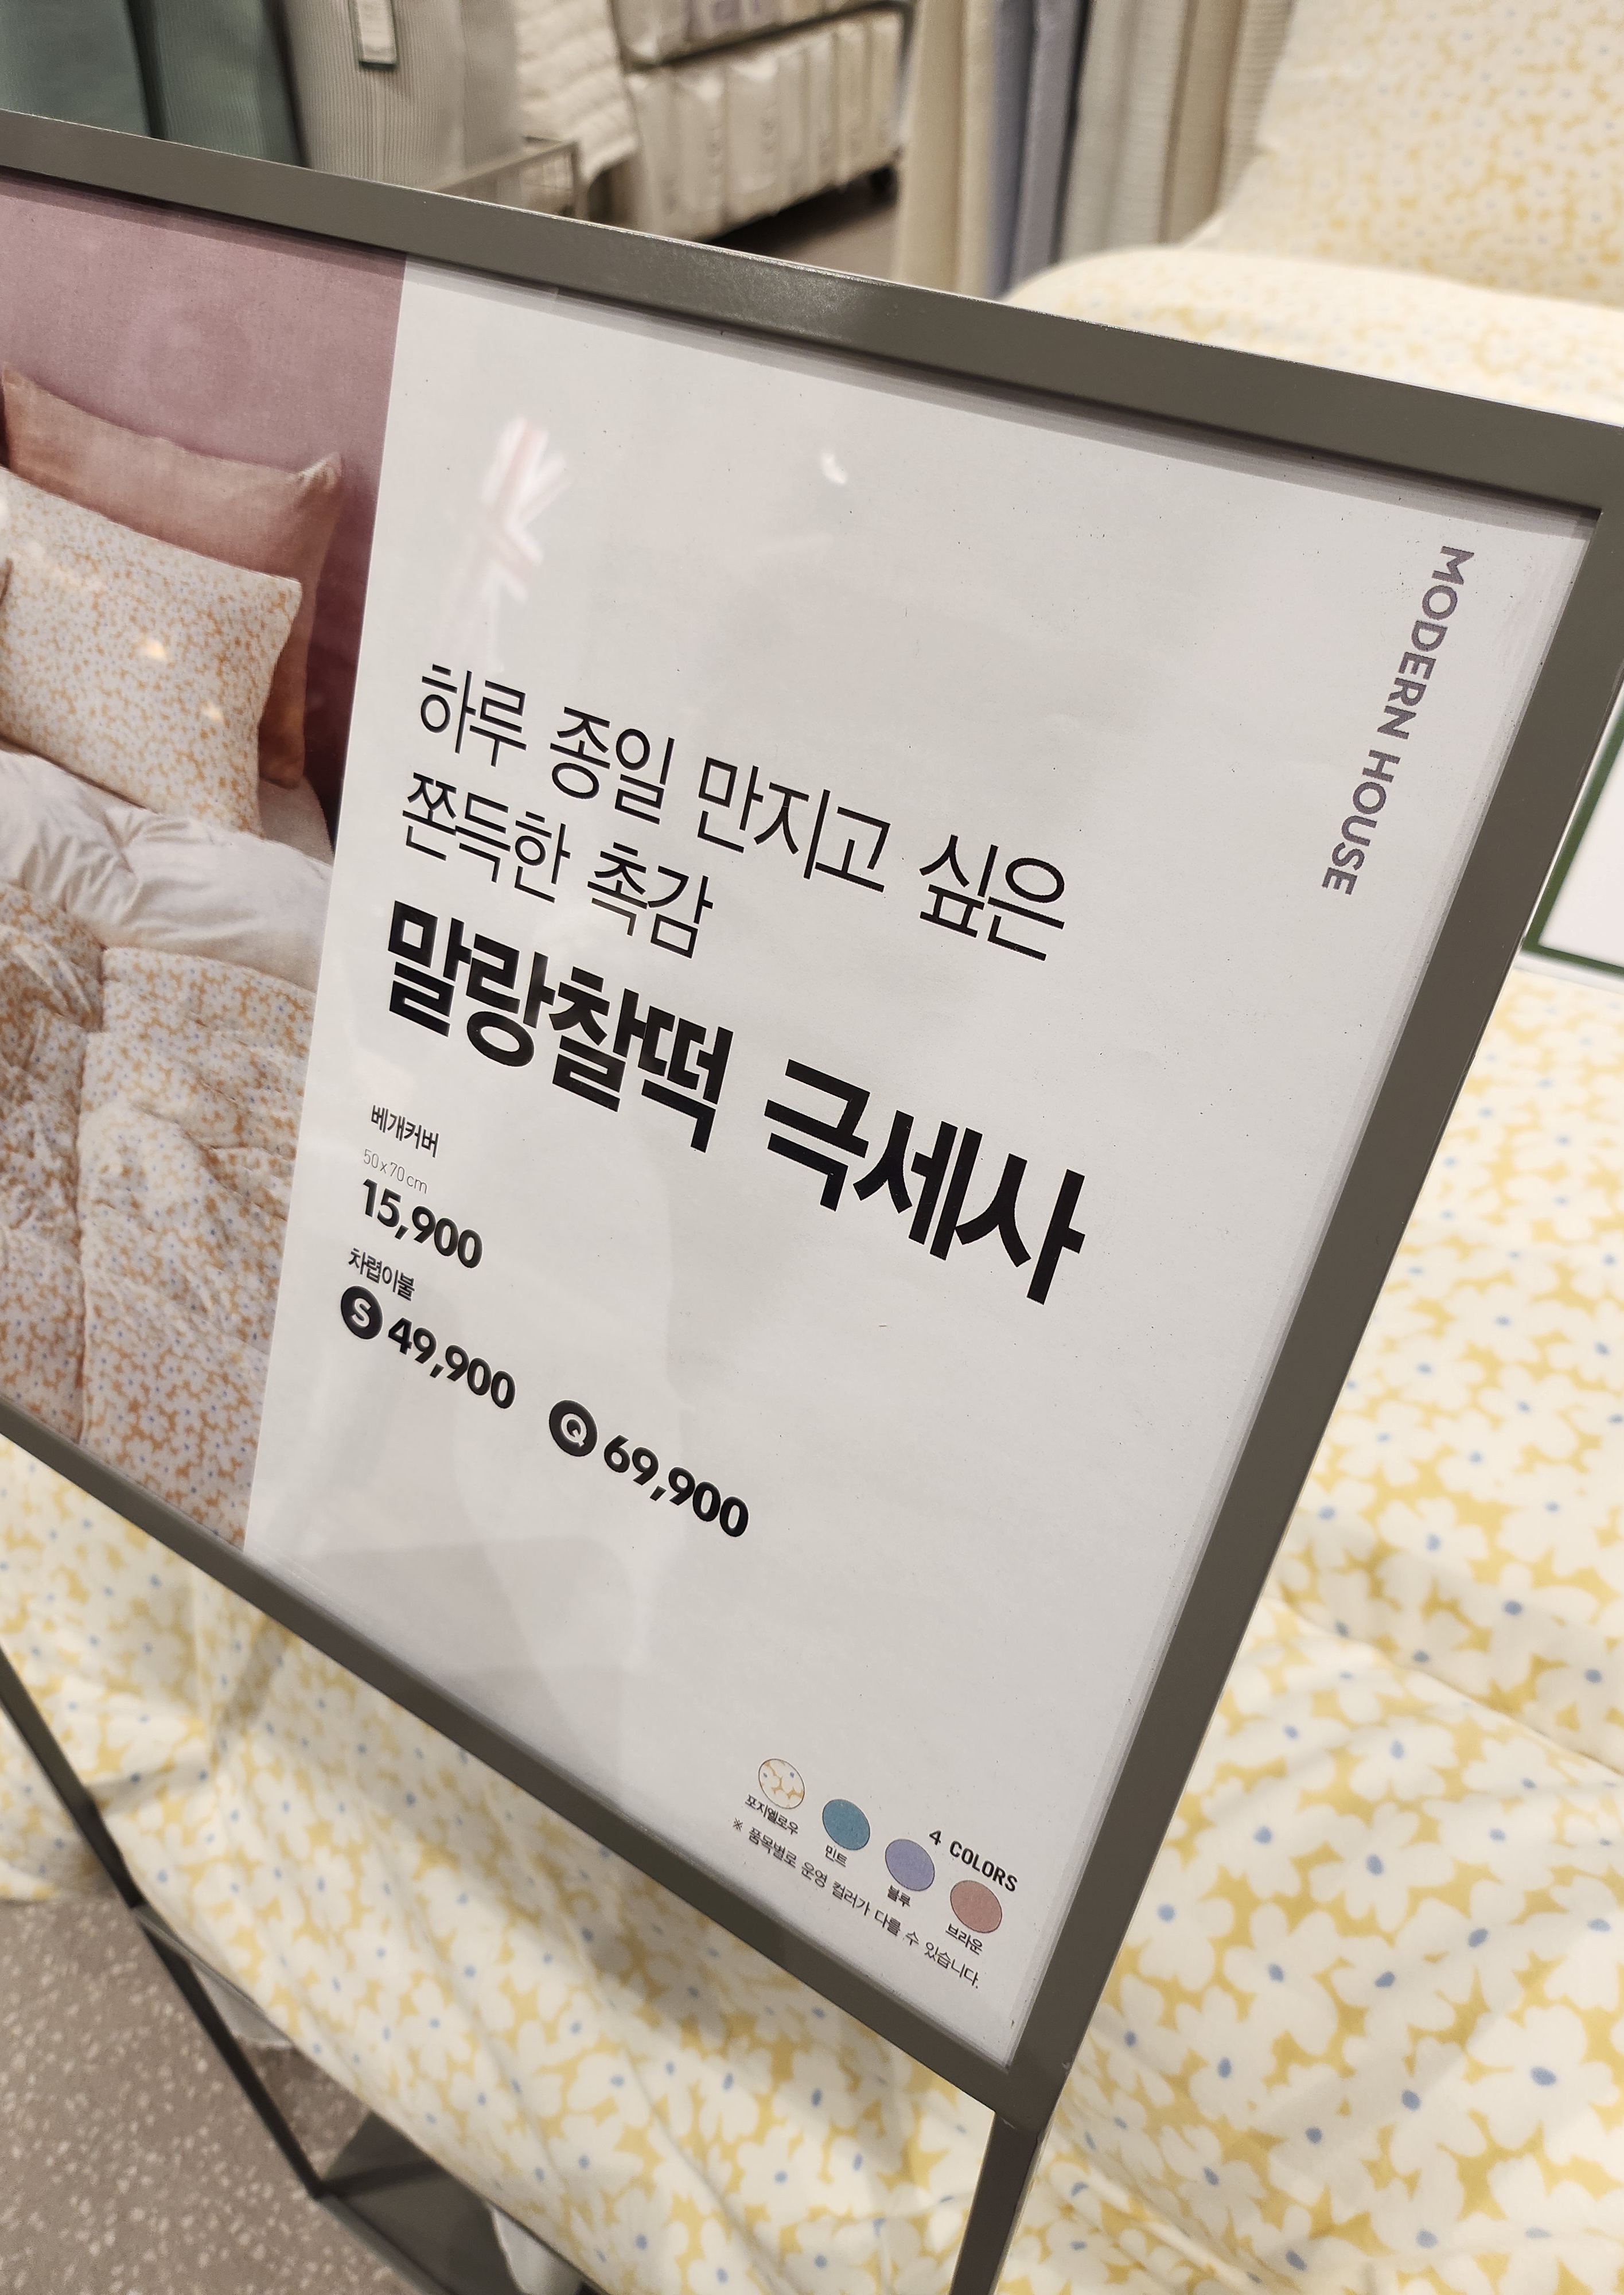 MODERN HOUSE
하루 종일 만지고 싶은
쫀득한 촉감
말랑찰떡 극세사
베개커버
50x70cm
15,900
차렵이불
S 49,900 Q 69,900
4 COLORS
포지옐로우 민트 블루 브라운
※ 품목별로 운영 컬러가 다를 수 있습니다.